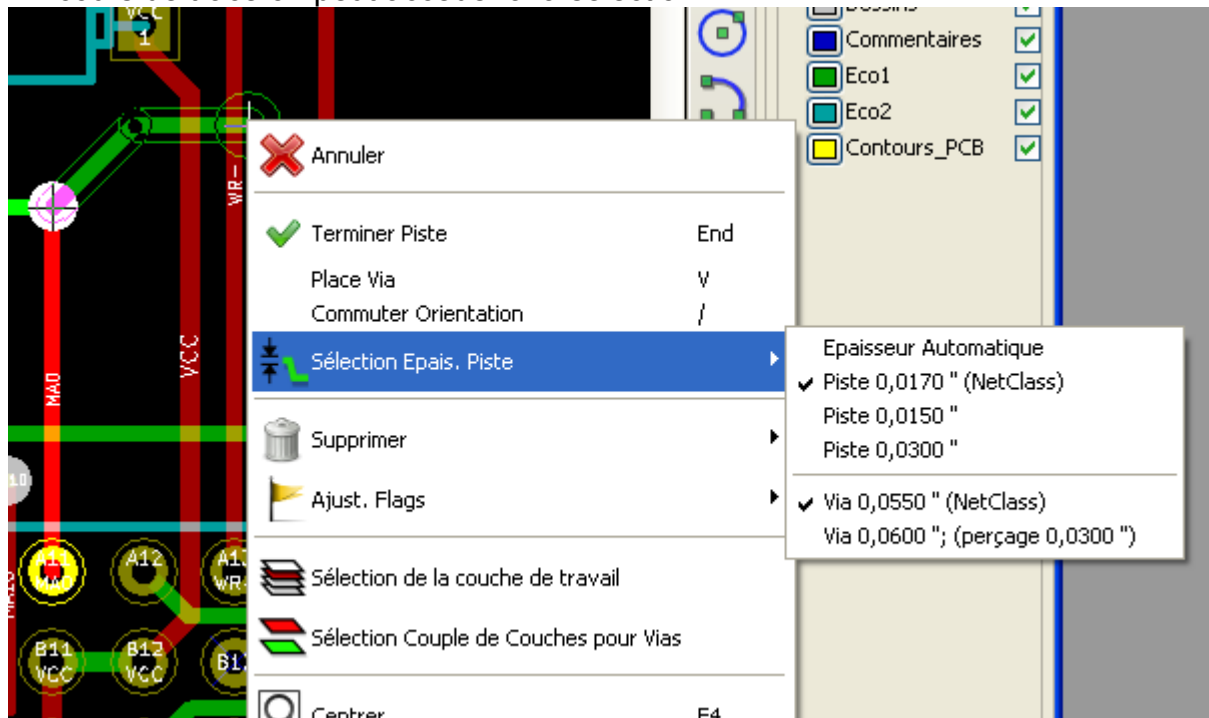 VCC
1
Commentaires
Eco1
Eco2
Contours_PCB
Annuler
WR-
Terminer Piste End
Place Via V
Commuter Orientation /
VCC
MA0
Sélection Epais. Piste
Epaisseur Automatique
Piste 0,0170 " (NetClass)
Piste 0,0150 "
Piste 0,0300 "
Via 0,0550 " (NetClass)
Via 0,0600 "; (perçage 0,0300 ")
Supprimer
Ajust. Flags
A11
MA0
A12
WR-
Sélection de la couche de travail
Sélection Couple de Couches pour Vias
B11
VCC
B12
VCC
Centrer F4